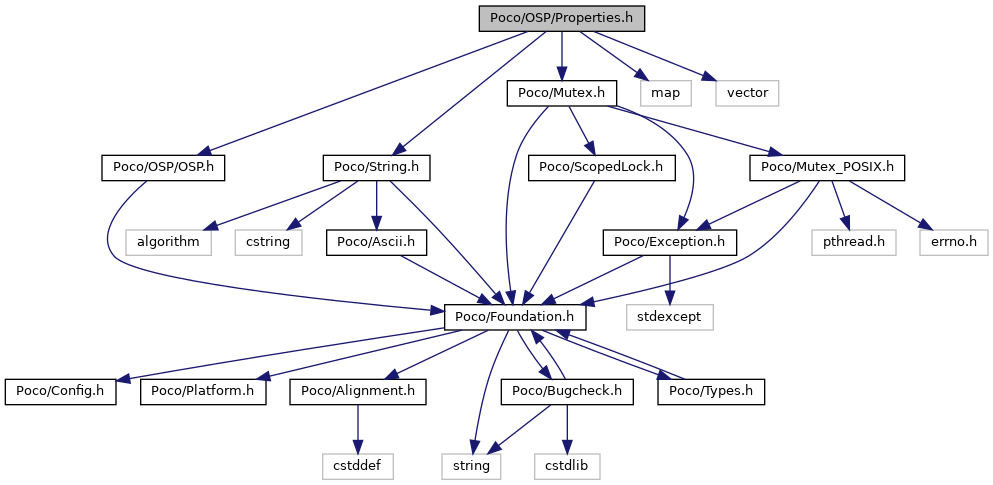 Poco/OSP/Properties.h
Poco/Mutex.h
map
vector
Poco/OSP/OSP.h
Poco/String.h
Poco/ScopedLock.h
Poco/Mutex_POSIX.h
algorithm
cstring
Poco/Ascii.h
Poco/Exception.h
pthread.h
errno.h
Poco/Foundation.h
stdexcept
Poco/Config.h
Poco/Platform.h
Poco/Alignment.h
Poco/Bugcheck.h
Poco/Types.h
cstddef
string
cstdlib